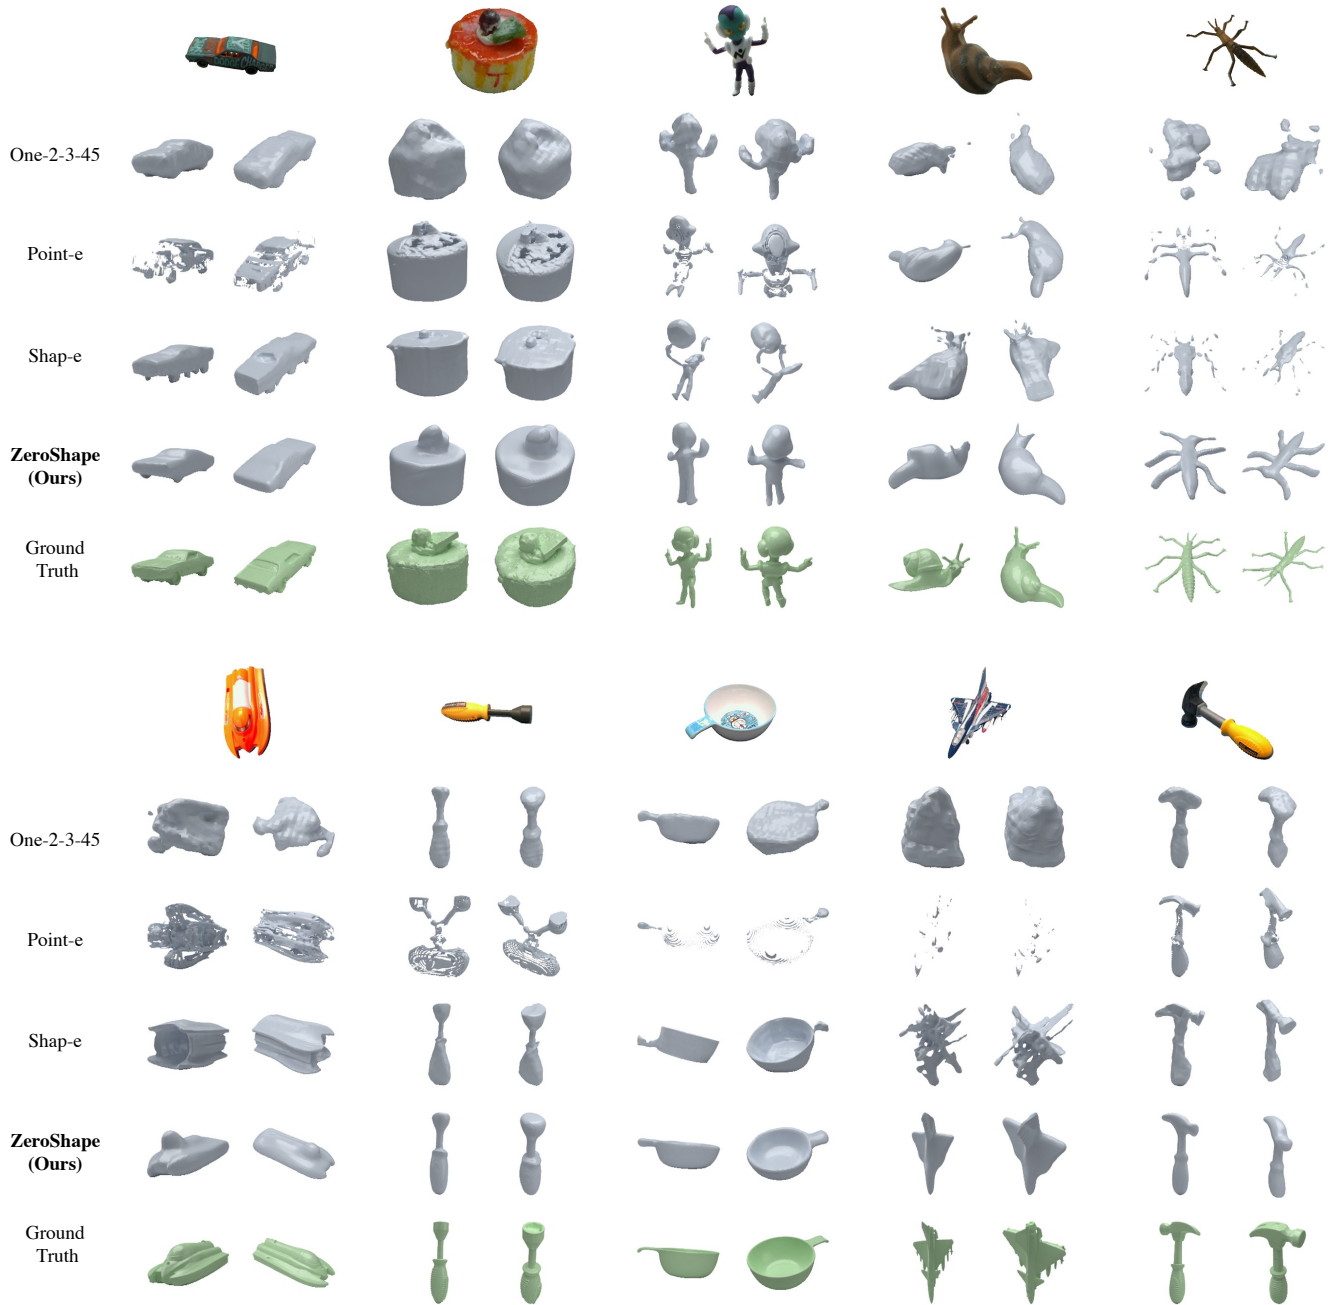 One-2-3-45
Point-e
Shap-e
ZeroShape
(Ours)
Ground
Truth
One-2-3-45
Point-e
Shap-e
ZeroShape
(Ours)
Ground
Truth